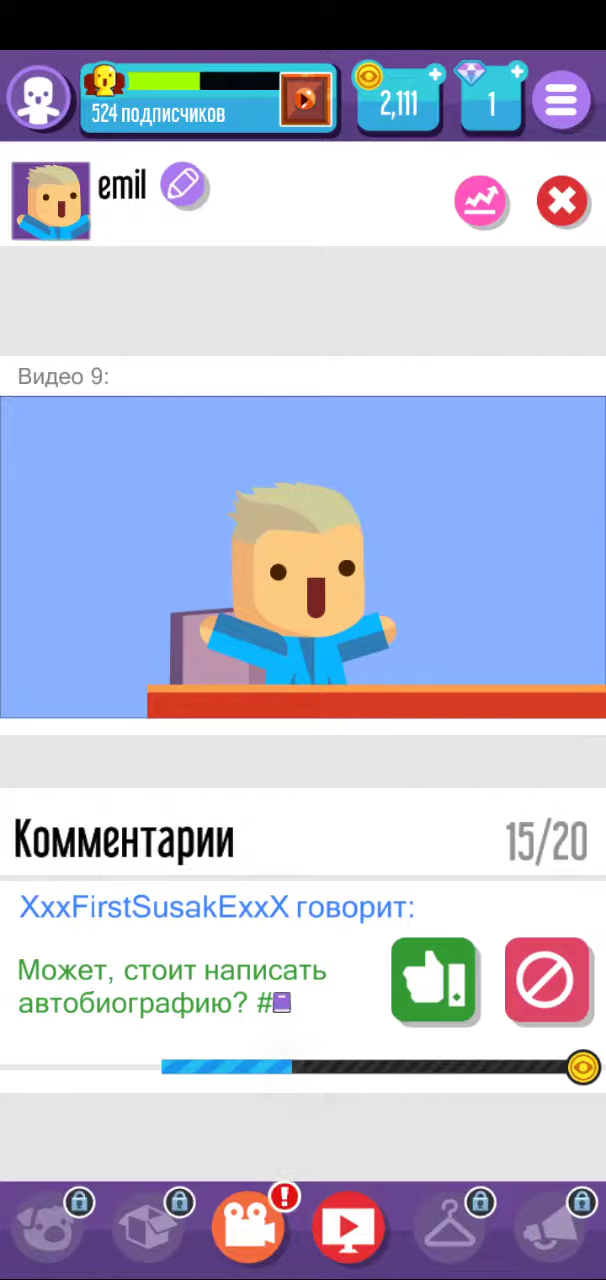 524 подписчиков
2,111
1
emil
Видео 9:
Комментарии
15/20
XxxFirstSusakExxX говорит:
Может, стоит написать
автобиографию? #